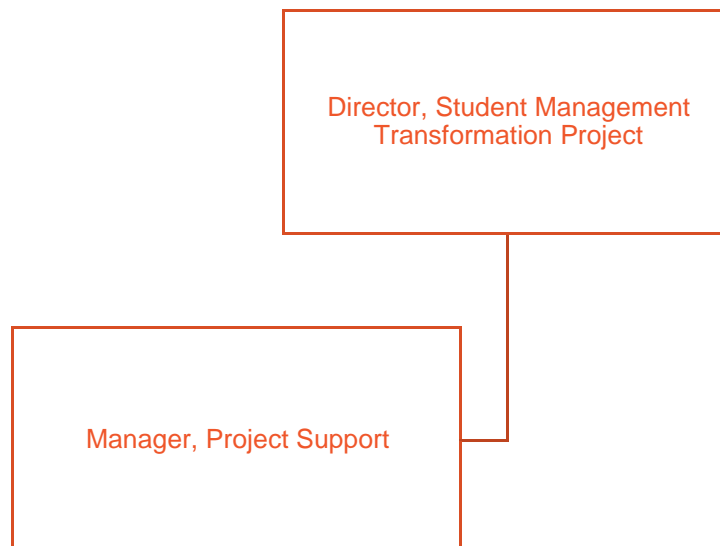 Director, Student Management
Transformation Project
Manager, Project Support